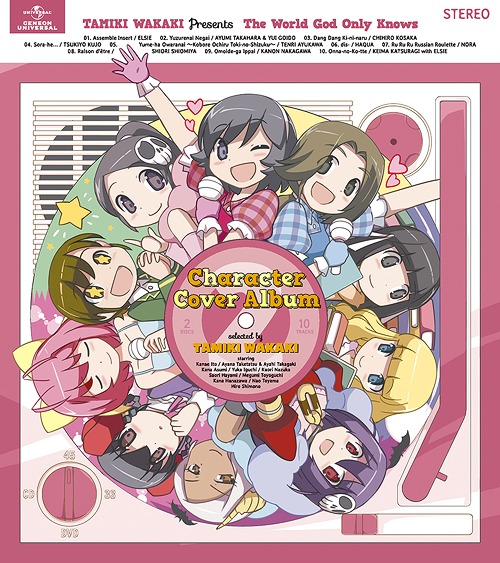 UNIVERSAL
GENEON
UNIVERSAL
TAMIKI WAKAKI Presents The World God Only Knows
STEREO
01. Assemble Insert / ELSIE 02. Yuzurenai Negai / AYUMI TAKAHARA & YUI GOIDO 03. Dang Dang Ki-ni-naru / CHIHIRO KOSAKA
04. Sora-he... / TSUKIYO KUJO 05. Yume-ha Owaranai ～Kobore Ochiru Toki-no-Shizuku～ / TENRI AYUKAWA 06. dis- / HAQUA 07. Ru Ru Ru Russian Roulette / NORA
08. Raison d'être / SHIORI SHIOMIYA 09. Omoide-ga Ippai / KANON NAKAGAWA 10. Onna-no-Ko-tte / KEIMA KATSURAGI with ELSIE
Character
Cover Album
2
DISCS
10
TRACKS
selected by
TAMIKI WAKAKI
starring
Kanae Ito / Ayana Taketatsu & Ayahi Takagaki
Kana Asumi / Yuka Iguchi / Kaori Nazuka
Saori Hayami / Megumi Toyoguchi
Kana Hanazawa / Nao Toyama
Hiro Shimono
45
CD
33
DVD